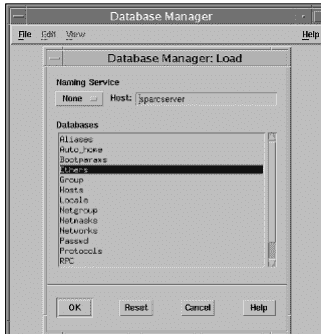 Database Manager
File Edit View Help
Database Manager: Load
Naming Service
None Host: sparcserver
Databases
Aliases
Auto_home
Bootparams
Ethers
Group
Hosts
Locale
Netgroup
Netmasks
Networks
Passwd
Protocols
RPC
OK Reset Cancel Help